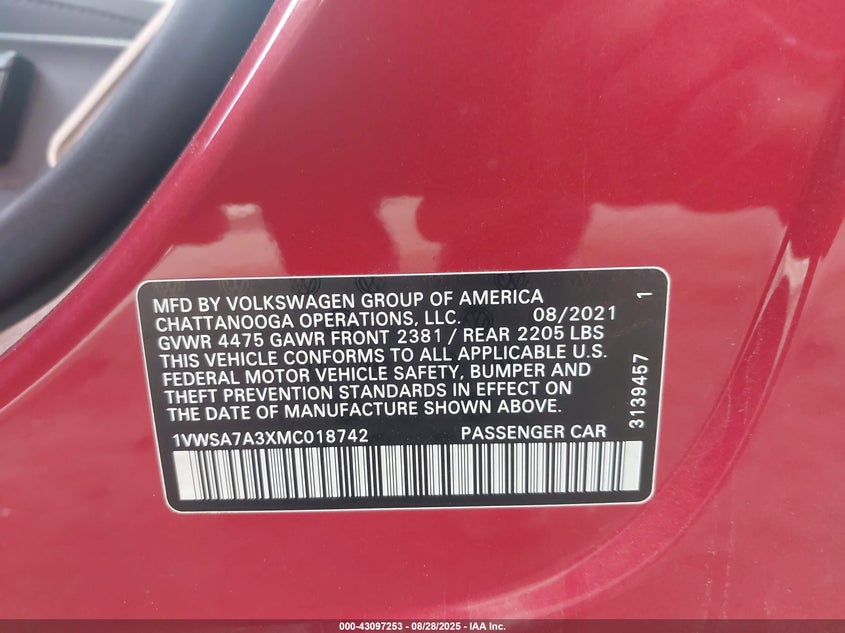 MFD BY VOLKSWAGEN GROUP OF AMERICA
CHATTANOOGA OPERATIONS, LLC. 08/2021 1
GVWR 4475 GAWR FRONT 2381 / REAR 2205 LBS
THIS VEHICLE CONFORMS TO ALL APPLICABLE U.S.
FEDERAL MOTOR VEHICLE SAFETY, BUMPER AND
THEFT PREVENTION STANDARDS IN EFFECT ON
THE DATE OF MANUFACTURE SHOWN ABOVE.
3139457
1VWSA7A3XMC018742 PASSENGER CAR
000-43097253 | 08/28/2025 - IAA Inc.